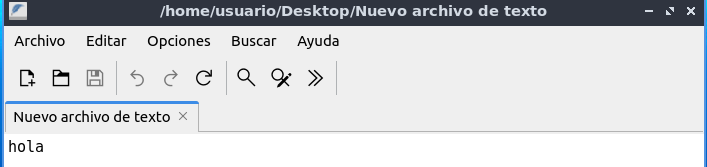 /home/usuario/Desktop/Nuevo archivo de texto
Archivo Editar Opciones Buscar Ayuda
Nuevo archivo de texto
hola